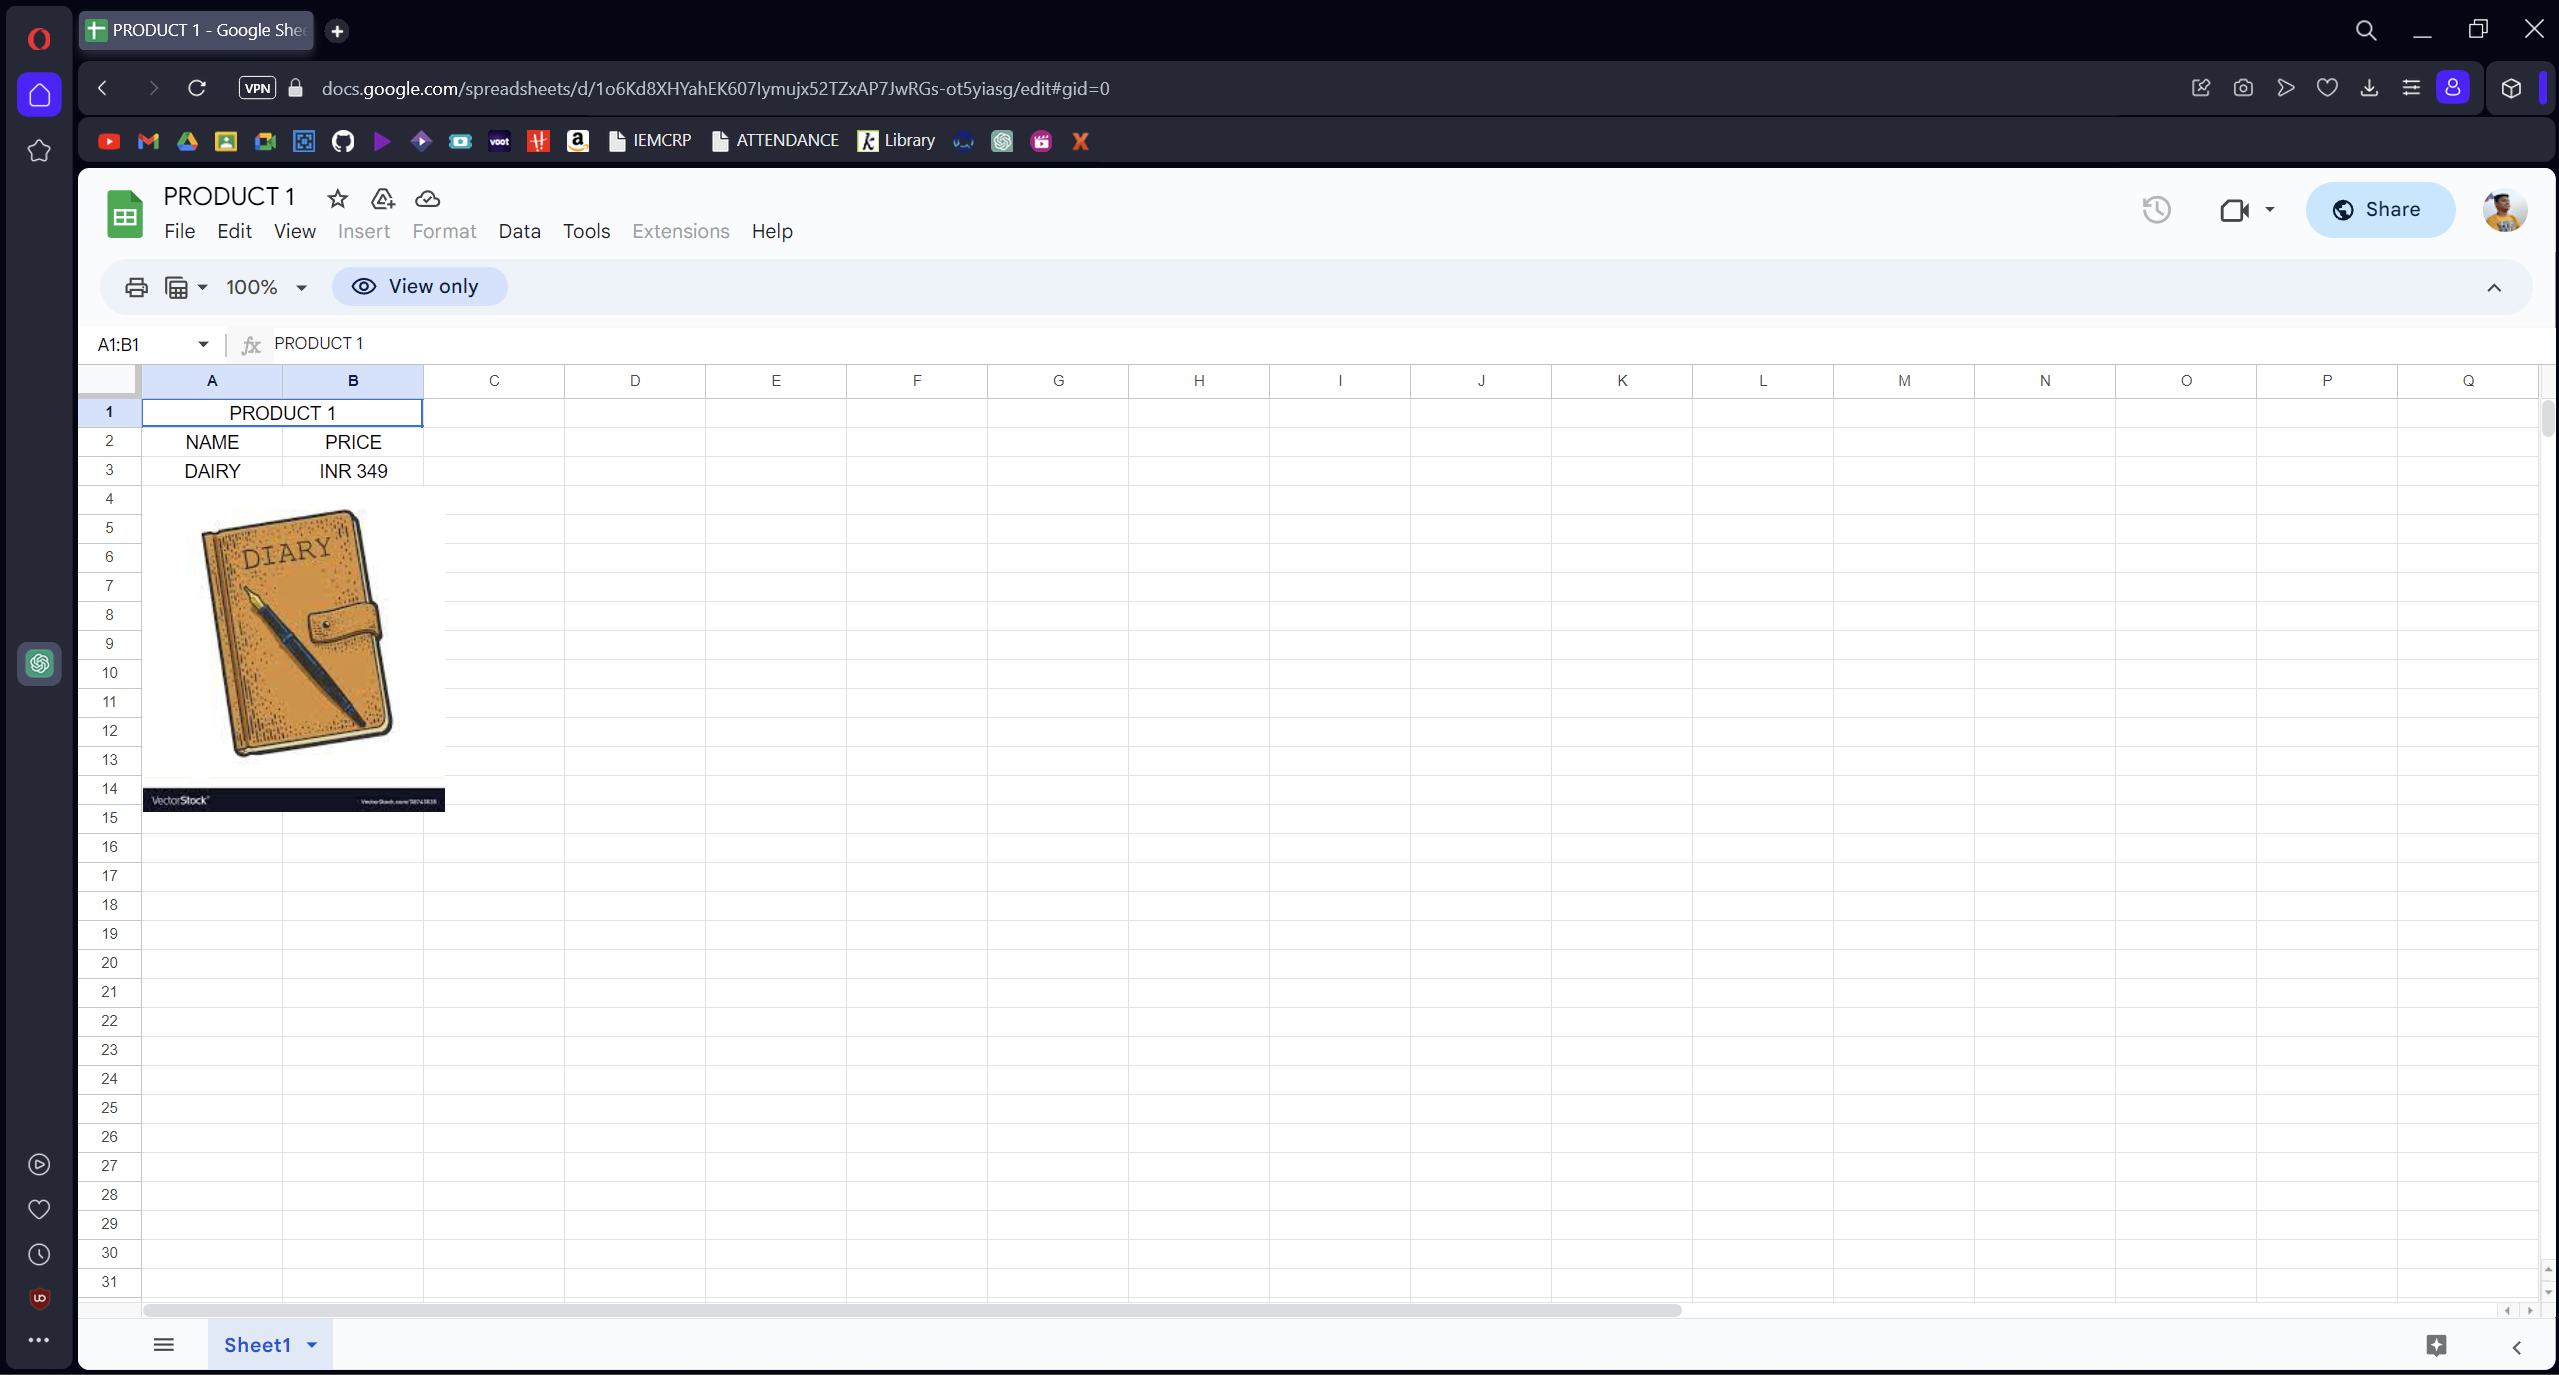 PRODUCT 1 - Google Shee
VPN
docs.google.com/spreadsheets/d/1o6Kd8XHYahEK607lymujx52TZxAP7JwRGs-ot5yiasg/edit#gid=0
voot IEMCRP ATTENDANCE k Library
PRODUCT 1
File Edit View Insert Format Data Tools Extensions Help
Share
100% View only
A1:B1 fx PRODUCT 1
A B C D E F G H I J K L M N O P Q
1 PRODUCT 1
2 NAME PRICE
3 DAIRY INR 349
4
5
DIARY
6
7
8
9
10
11
12
13
14
VectorStock
15
16
17
18
19
20
21
22
23
24
25
26
27
28
29
30
31
Sheet1